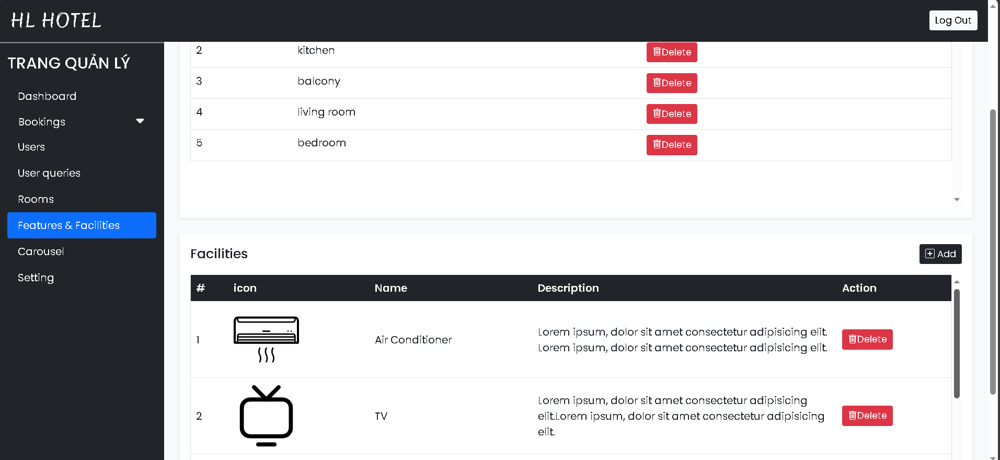 HL HOTEL
Log Out
TRANG QUẢN LÝ
Dashboard
Bookings
Users
User queries
Rooms
Features & Facilities
Carousel
Setting
2 kitchen Delete
3 balcony Delete
4 living room Delete
5 bedroom Delete
Facilities
Add
# icon Name Description Action
1 Air Conditioner Lorem ipsum, dolor sit amet consectetur adipisicing elit. Delete
Lorem ipsum, dolor sit amet consectetur adipisicing elit.
Lorem ipsum, dolor sit amet consectetur adipisicing
2 TV elit.Lorem ipsum, dolor sit amet consectetur adipisicing Delete
elit.